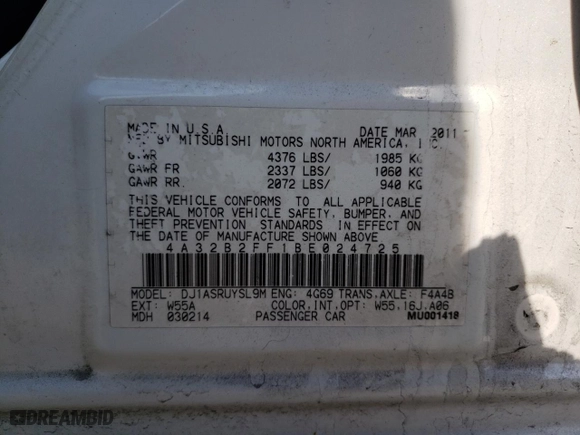 MADE IN U.S.A. DATE MAR 2011
BY MITSUBISHI MOTORS NORTH AMERICA, INC.
GVWR 4376 LBS/ 1985 KG
GAWR FR 2337 LBS/ 1060 KG
GAWR RR. 2072 LBS/ 940 KG
THIS VEHICLE CONFORMS TO ALL APPLICABLE
FEDERAL MOTOR VEHICLE SAFETY, BUMPER, AND
THEFT PREVENTION STANDARDS IN EFFECT ON
THE DATE OF MANUFACTURE SHOWN ABOVE
4A32B2FF1BE024725
MODEL: DJ1ASRUYSL9M ENG: 4G69 TRANS.AXLE: F4A4B
EXT: W55A COLOR.INT.OPT: W55.16J.A06
MDH 030214 PASSENGER CAR MU001419
DREAMBID